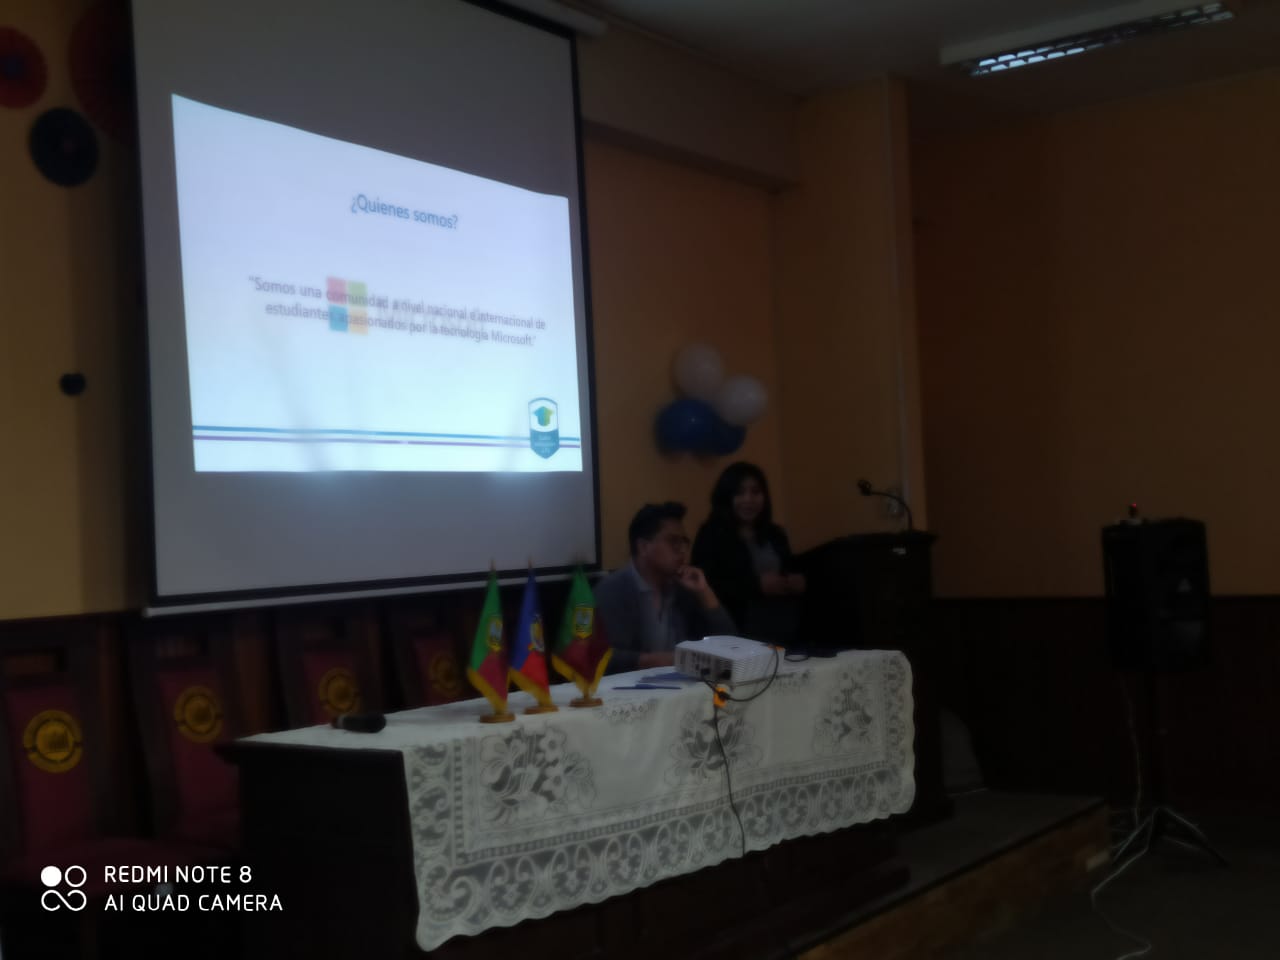 ¿Quienes somos?
"Somos una comunidad a nivel nacional e internacional de
estudiantes apasionados por la tecnología Microsoft."
REDMI NOTE 8
AI QUAD CAMERA